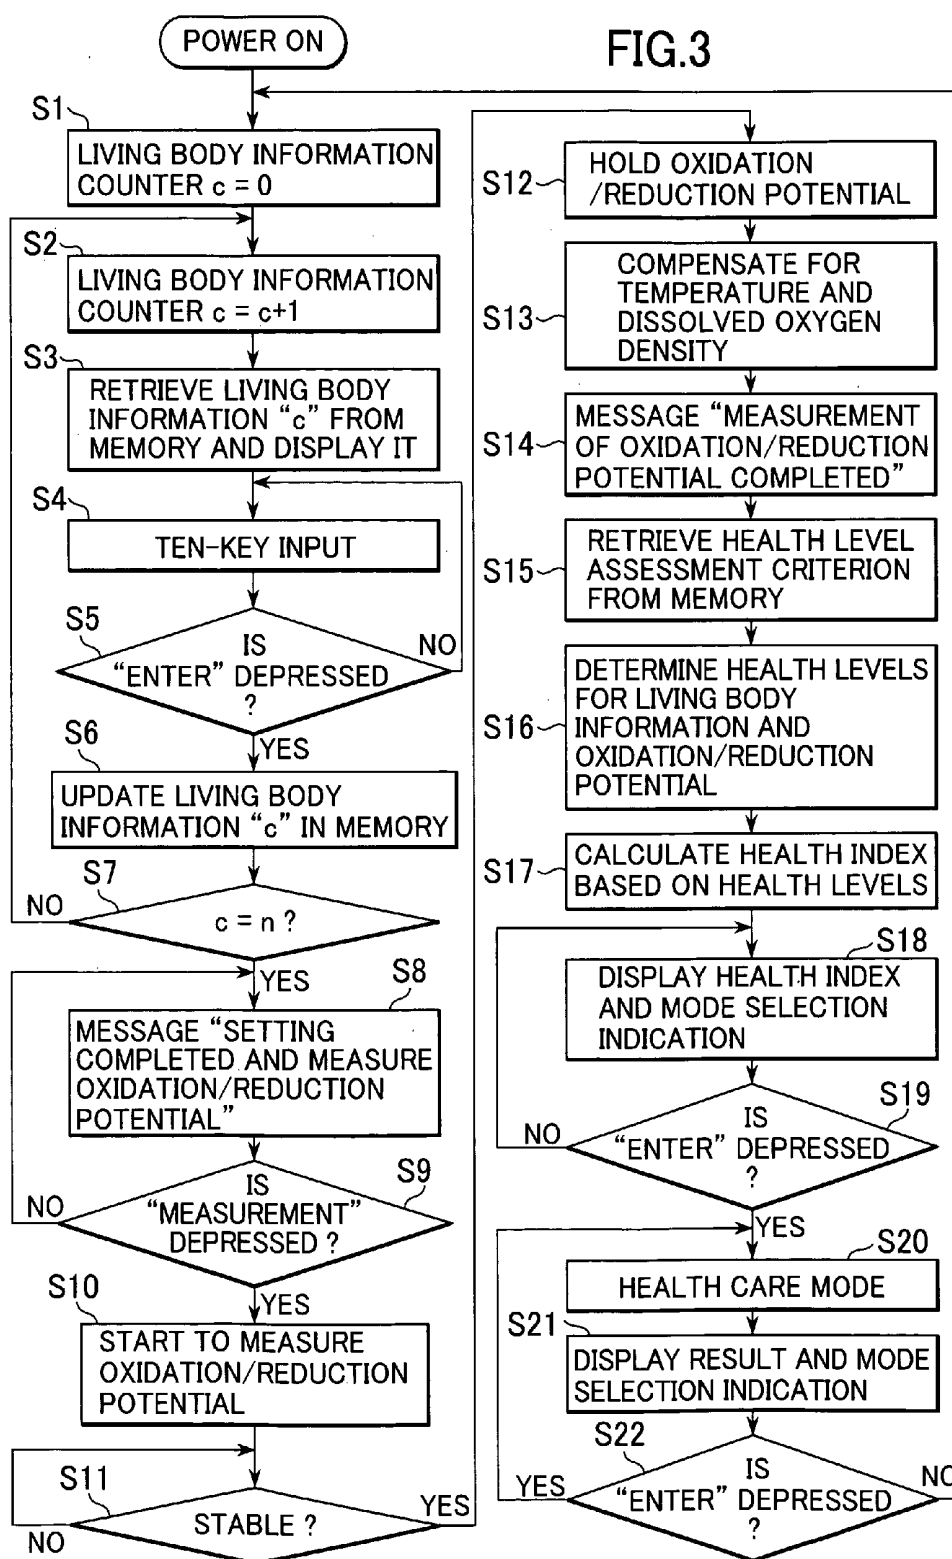 POWER ON
FIG.3
S1
LIVING BODY INFORMATION
COUNTER c = 0
S2
LIVING BODY INFORMATION
COUNTER c = c+1
S3
RETRIEVE LIVING BODY
INFORMATION “c” FROM
MEMORY AND DISPLAY IT
S4
TEN-KEY INPUT
S5
IS
“ENTER” DEPRESSED
?
NO
YES
S6
UPDATE LIVING BODY
INFORMATION “c” IN MEMORY
S7
c = n ?
NO
YES
S8
MESSAGE “SETTING
COMPLETED AND MEASURE
OXIDATION/REDUCTION
POTENTIAL”
S9
IS
“MEASUREMENT”
DEPRESSED ?
NO
YES
S10
START TO MEASURE
OXIDATION/REDUCTION
POTENTIAL
S11
STABLE ?
NO
YES
S12
HOLD OXIDATION
/REDUCTION POTENTIAL
S13
COMPENSATE FOR
TEMPERATURE AND
DISSOLVED OXYGEN
DENSITY
S14
MESSAGE “MEASUREMENT
OF OXIDATION/REDUCTION
POTENTIAL COMPLETED”
S15
RETRIEVE HEALTH LEVEL
ASSESSMENT CRITERION
FROM MEMORY
S16
DETERMINE HEALTH LEVELS
FOR LIVING BODY
INFORMATION AND
OXIDATION/REDUCTION
POTENTIAL
S17
CALCULATE HEALTH INDEX
BASED ON HEALTH LEVELS
S18
DISPLAY HEALTH INDEX
AND MODE SELECTION
INDICATION
S19
IS
“ENTER” DEPRESSED
?
NO
YES
S20
HEALTH CARE MODE
S21
DISPLAY RESULT AND MODE
SELECTION INDICATION
S22
IS
“ENTER” DEPRESSED
?
YES
NO